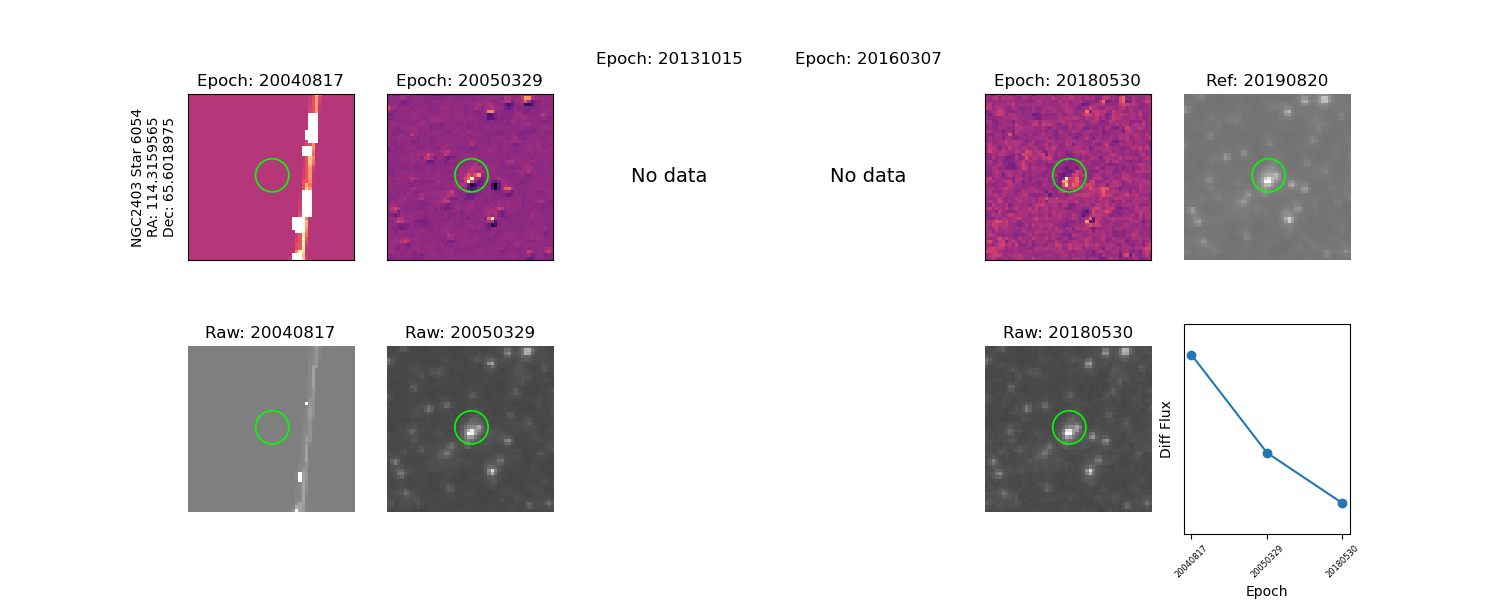 Epoch: 20040817
Epoch: 20050329
Epoch: 20131015
Epoch: 20160307
Epoch: 20180530
Ref: 20190820
NGC2403 Star 6054
RA: 114.3159565
Dec: 65.6018975
No data
No data
Raw: 20040817
Raw: 20050329
Raw: 20180530
Diff Flux
20040817
20050329
20180530
Epoch